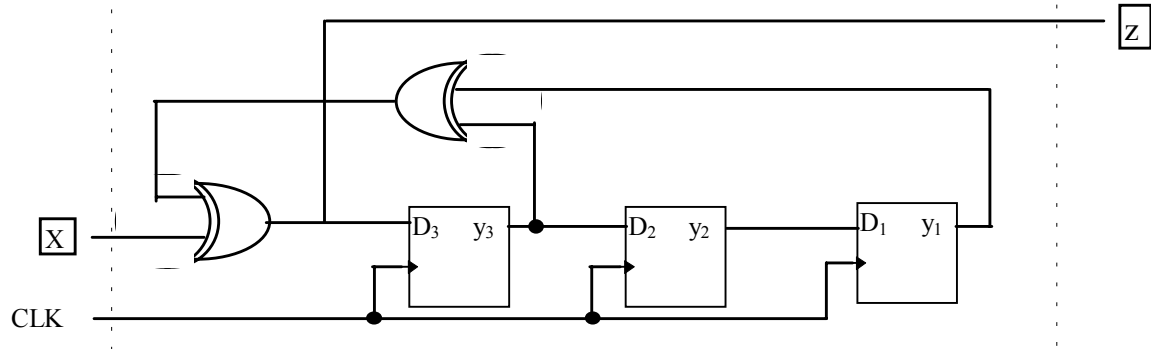 z
D₃ y₃
D₂ y₂
D₁ y₁
X
CLK